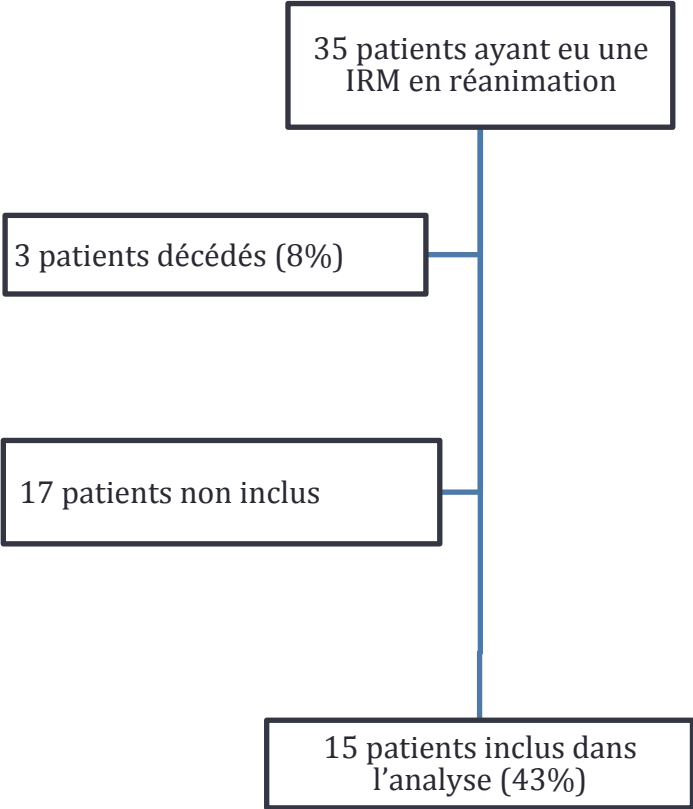 35 patients ayant eu une
IRM en réanimation
3 patients décédés (8%)
17 patients non inclus
15 patients inclus dans
l’analyse (43%)